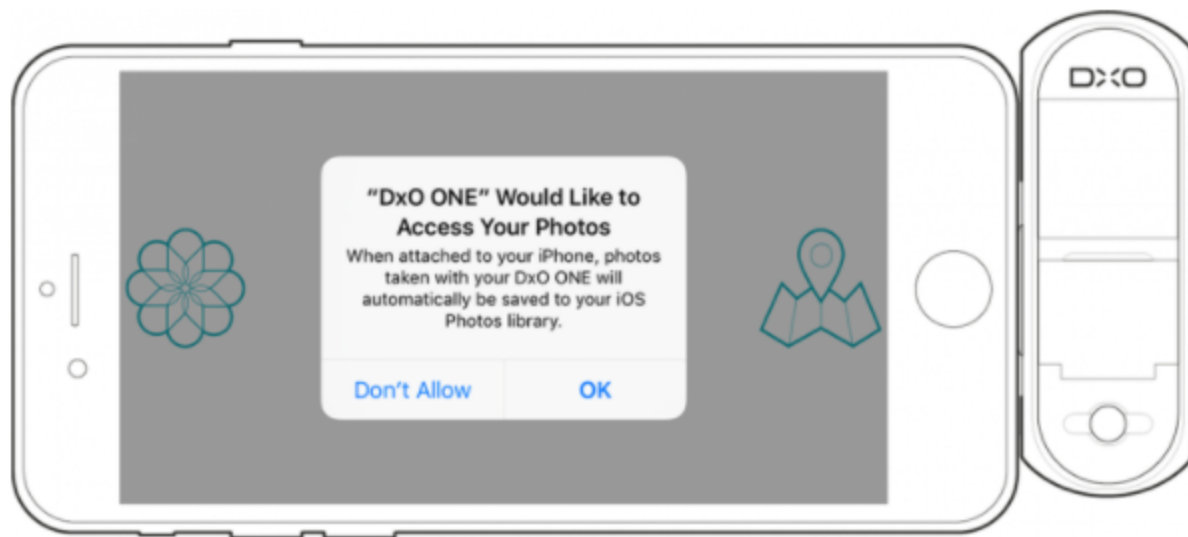 DXO
“DxO ONE” Would Like to
Access Your Photos
When attached to your iPhone, photos
taken with your DxO ONE will
automatically be saved to your iOS
Photos library.
Don’t Allow
OK